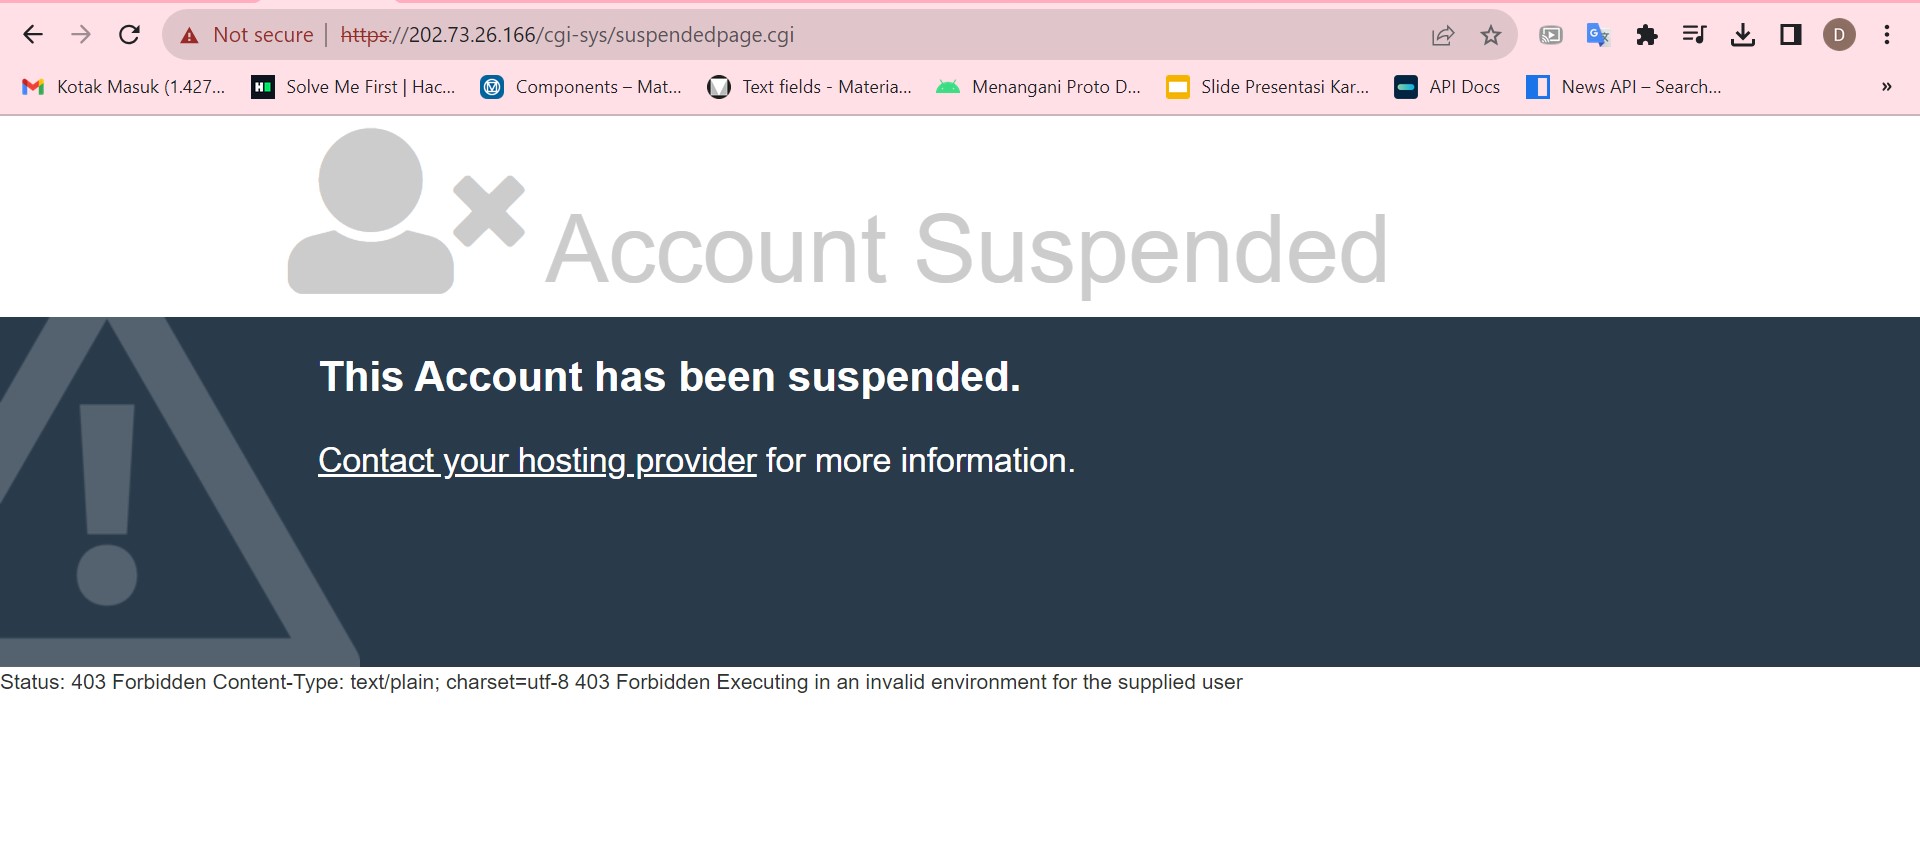 Not secure | https://202.73.26.166/cgi-sys/suspendedpage.cgi D
Kotak Masuk (1.427... Solve Me First | Hac... Components – Mat... Text fields - Materia... Menangani Proto D... Slide Presentasi Kar... API Docs News API – Search... »
Account Suspended
This Account has been suspended.
Contact your hosting provider for more information.
Status: 403 Forbidden Content-Type: text/plain; charset=utf-8 403 Forbidden Executing in an invalid environment for the supplied user